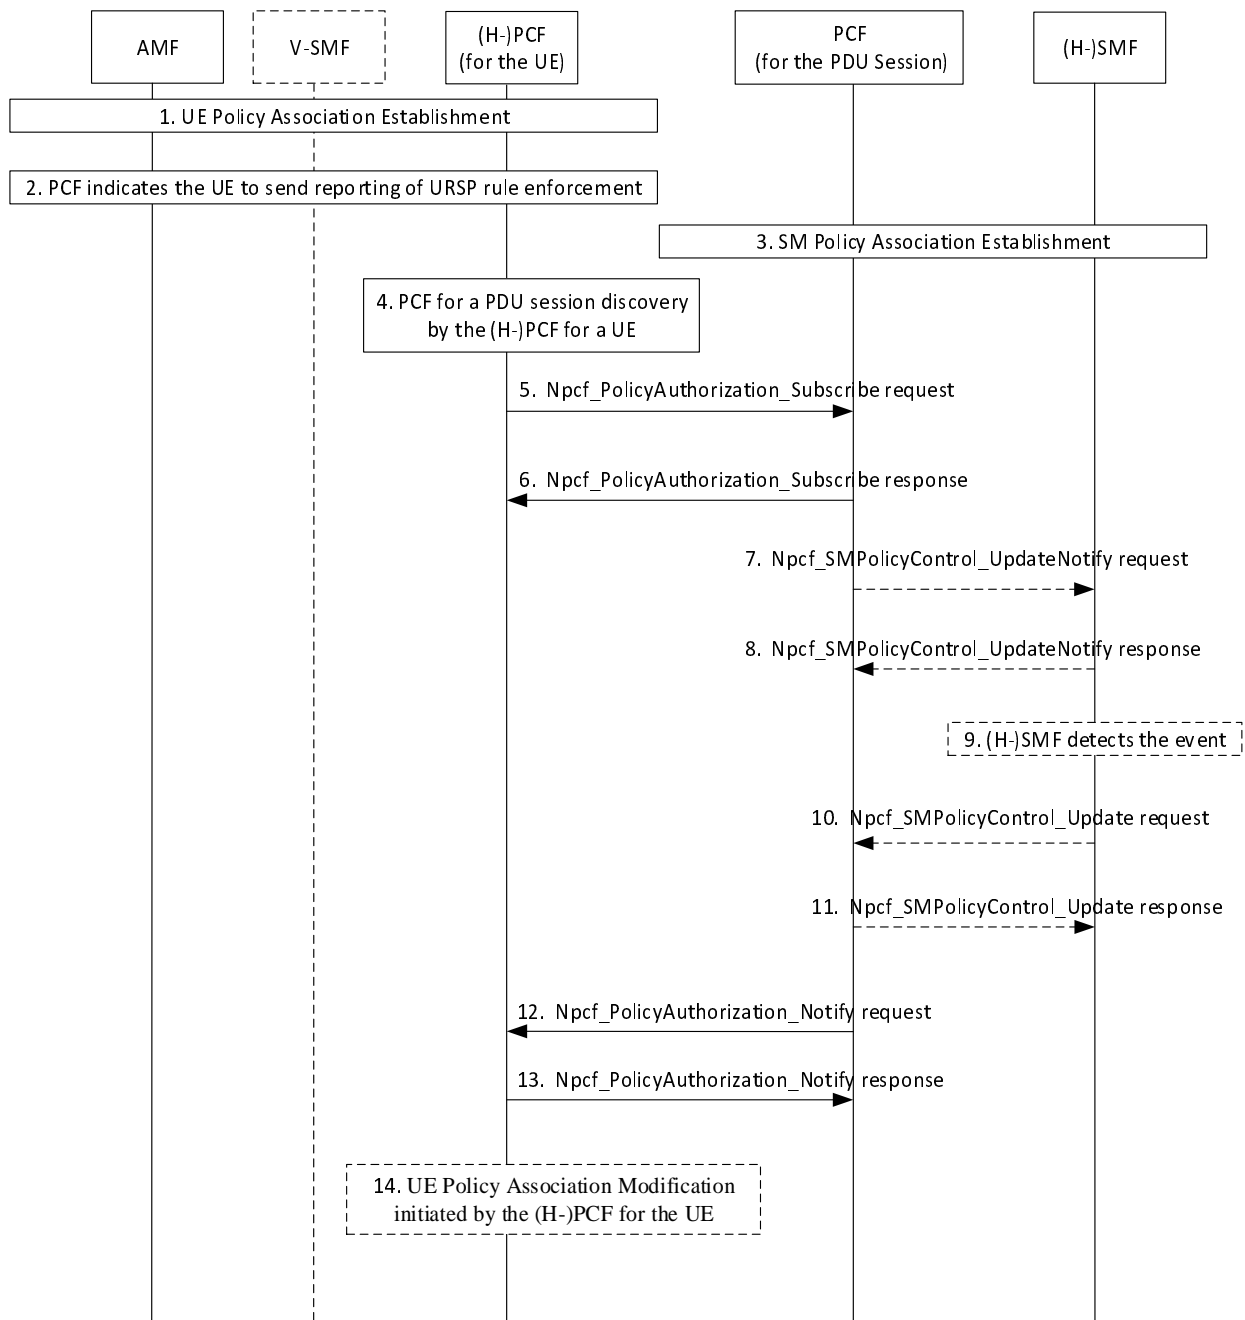 AMF
V-SMF
(H-)PCF
(for the UE)
PCF
(for the PDU Session)
(H-)SMF
1. UE Policy Association Establishment
2. PCF indicates the UE to send reporting of URSP rule enforcement
3. SM Policy Association Establishment
4. PCF for a PDU session discovery
by the (H-)PCF for a UE
5. Npcf_PolicyAuthorization_Subscribe request
6. Npcf_PolicyAuthorization_Subscribe response
7. Npcf_SMPolicyControl_UpdateNotify request
8. Npcf_SMPolicyControl_UpdateNotify response
9. (H-)SMF detects the event
10. Npcf_SMPolicyControl_Update request
11. Npcf_SMPolicyControl_Update response
12. Npcf_PolicyAuthorization_Notify request
13. Npcf_PolicyAuthorization_Notify response
14. UE Policy Association Modification
initiated by the (H-)PCF for the UE